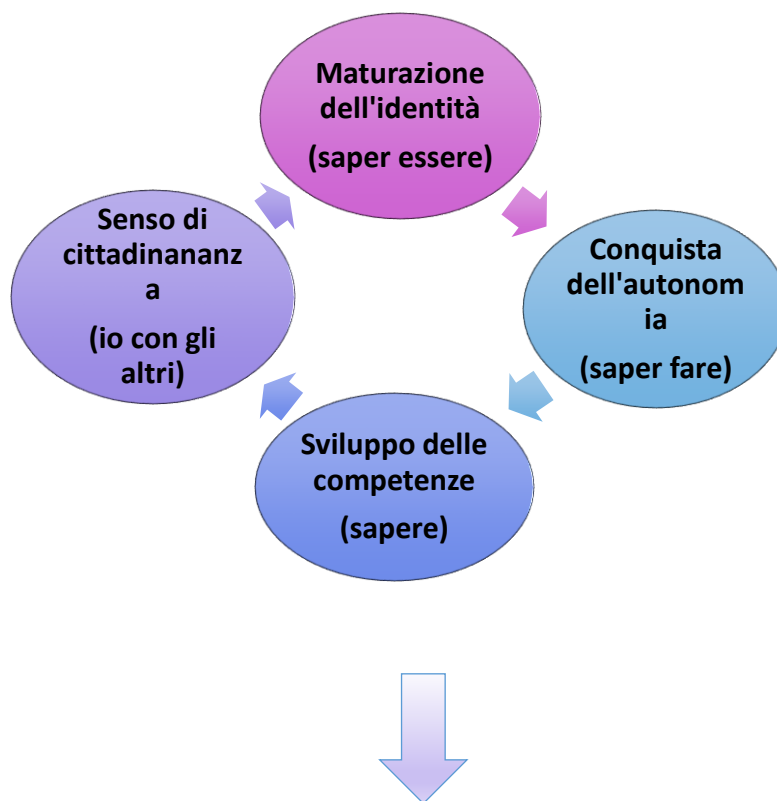 Maturazione
dell'identità
(saper essere)
Conquista
dell'autonom
ia
(saper fare)
Sviluppo delle
competenze
(sapere)
Senso di
cittadinananz
a
(io con gli
altri)